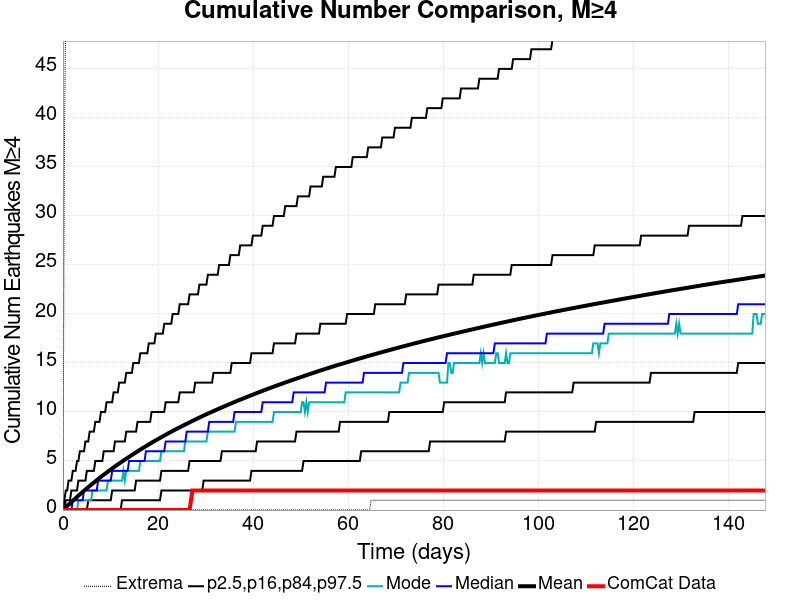 Cumulative Number Comparison, M≥4
Cumulative Num Earthquakes M≥4
45
40
35
30
25
20
15
10
5
0
0 20 40 60 80 100 120 140
Time (days)
Extrema p2.5,p16,p84,p97.5 Mode Median Mean ComCat Data